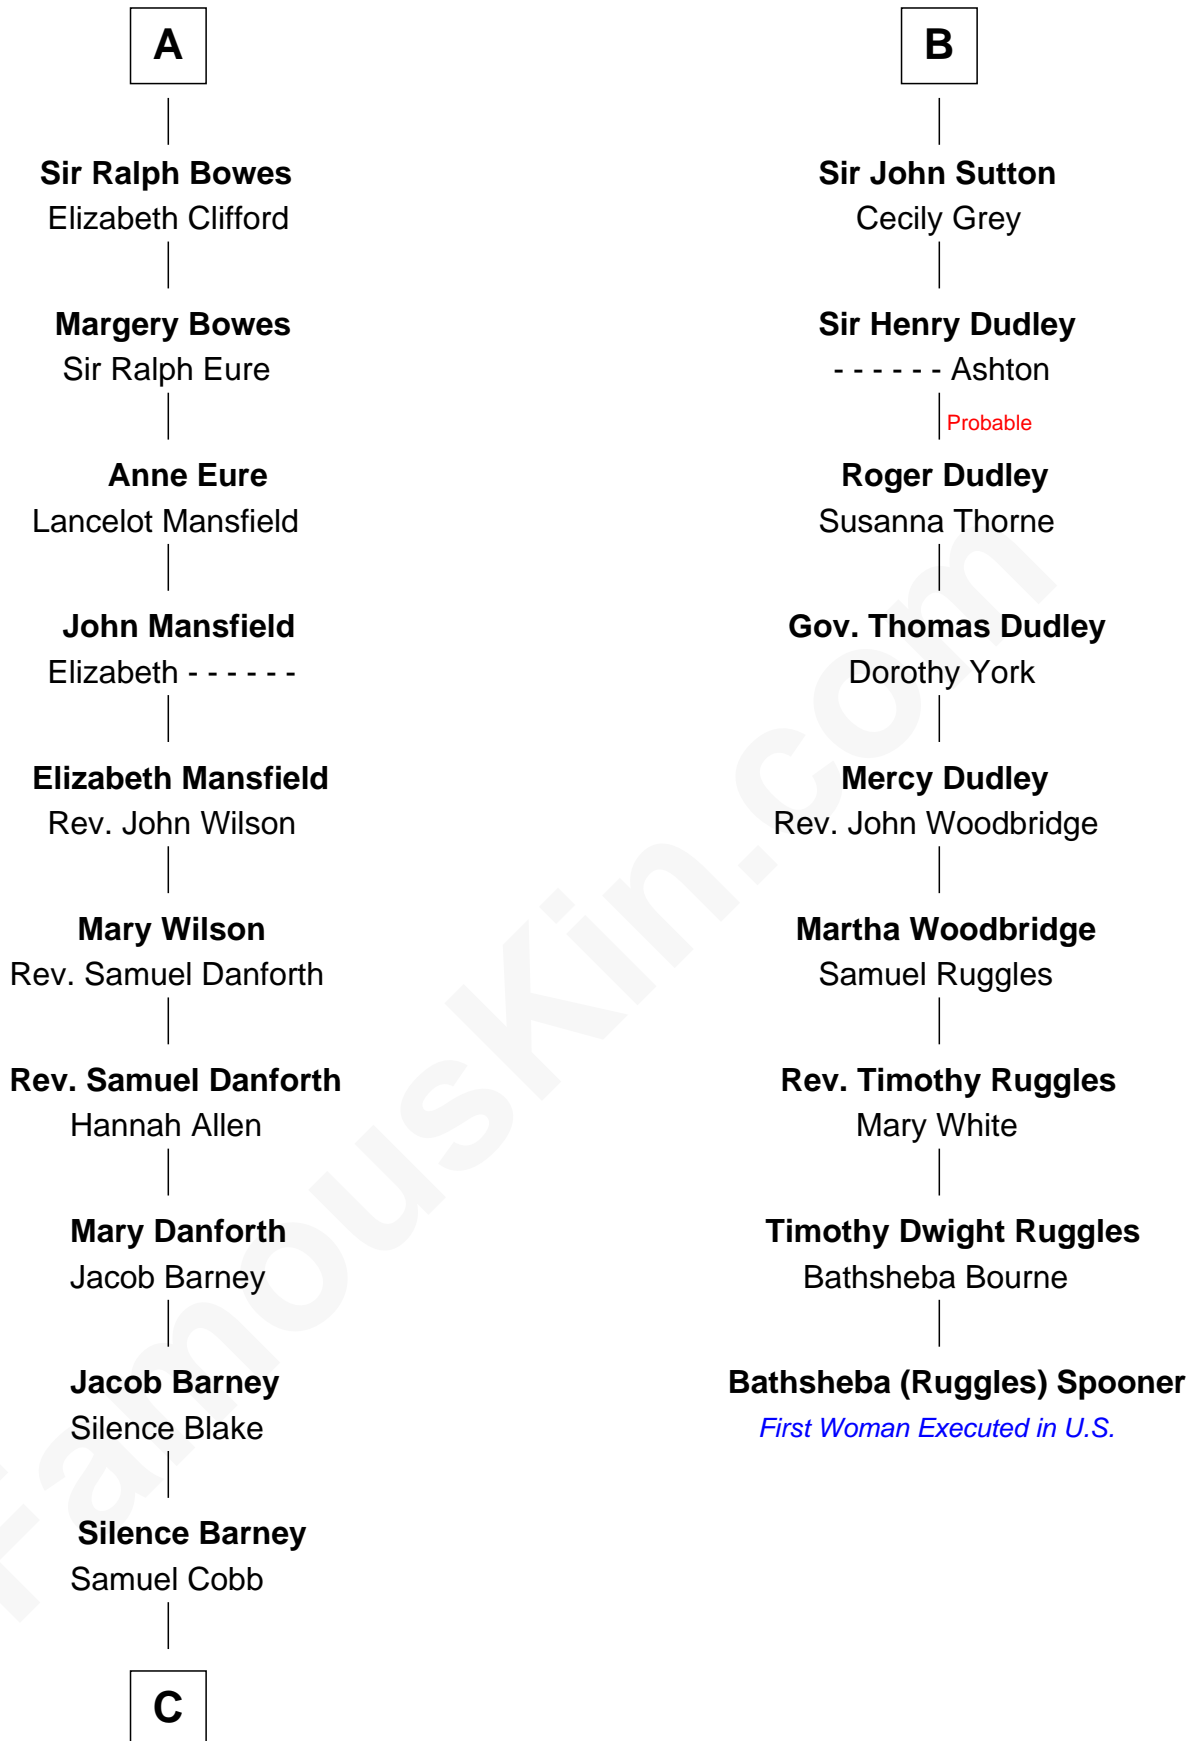 A
Sir Ralph Bowes
Elizabeth Clifford
Margery Bowes
Sir Ralph Eure
Anne Eure
Lancelot Mansfield
John Mansfield
Elizabeth - - - - - -
Elizabeth Mansfield
Rev. John Wilson
Mary Wilson
Rev. Samuel Danforth
Rev. Samuel Danforth
Hannah Allen
Mary Danforth
Jacob Barney
Jacob Barney
Silence Blake
Silence Barney
Samuel Cobb
C
B
Sir John Sutton
Cecily Grey
Sir Henry Dudley
- - - - - - Ashton
Probable
Roger Dudley
Susanna Thorne
Gov. Thomas Dudley
Dorothy York
Mercy Dudley
Rev. John Woodbridge
Martha Woodbridge
Samuel Ruggles
Rev. Timothy Ruggles
Mary White
Timothy Dwight Ruggles
Bathsheba Bourne
Bathsheba (Ruggles) Spooner
First Woman Executed in U.S.
FamousKin.com